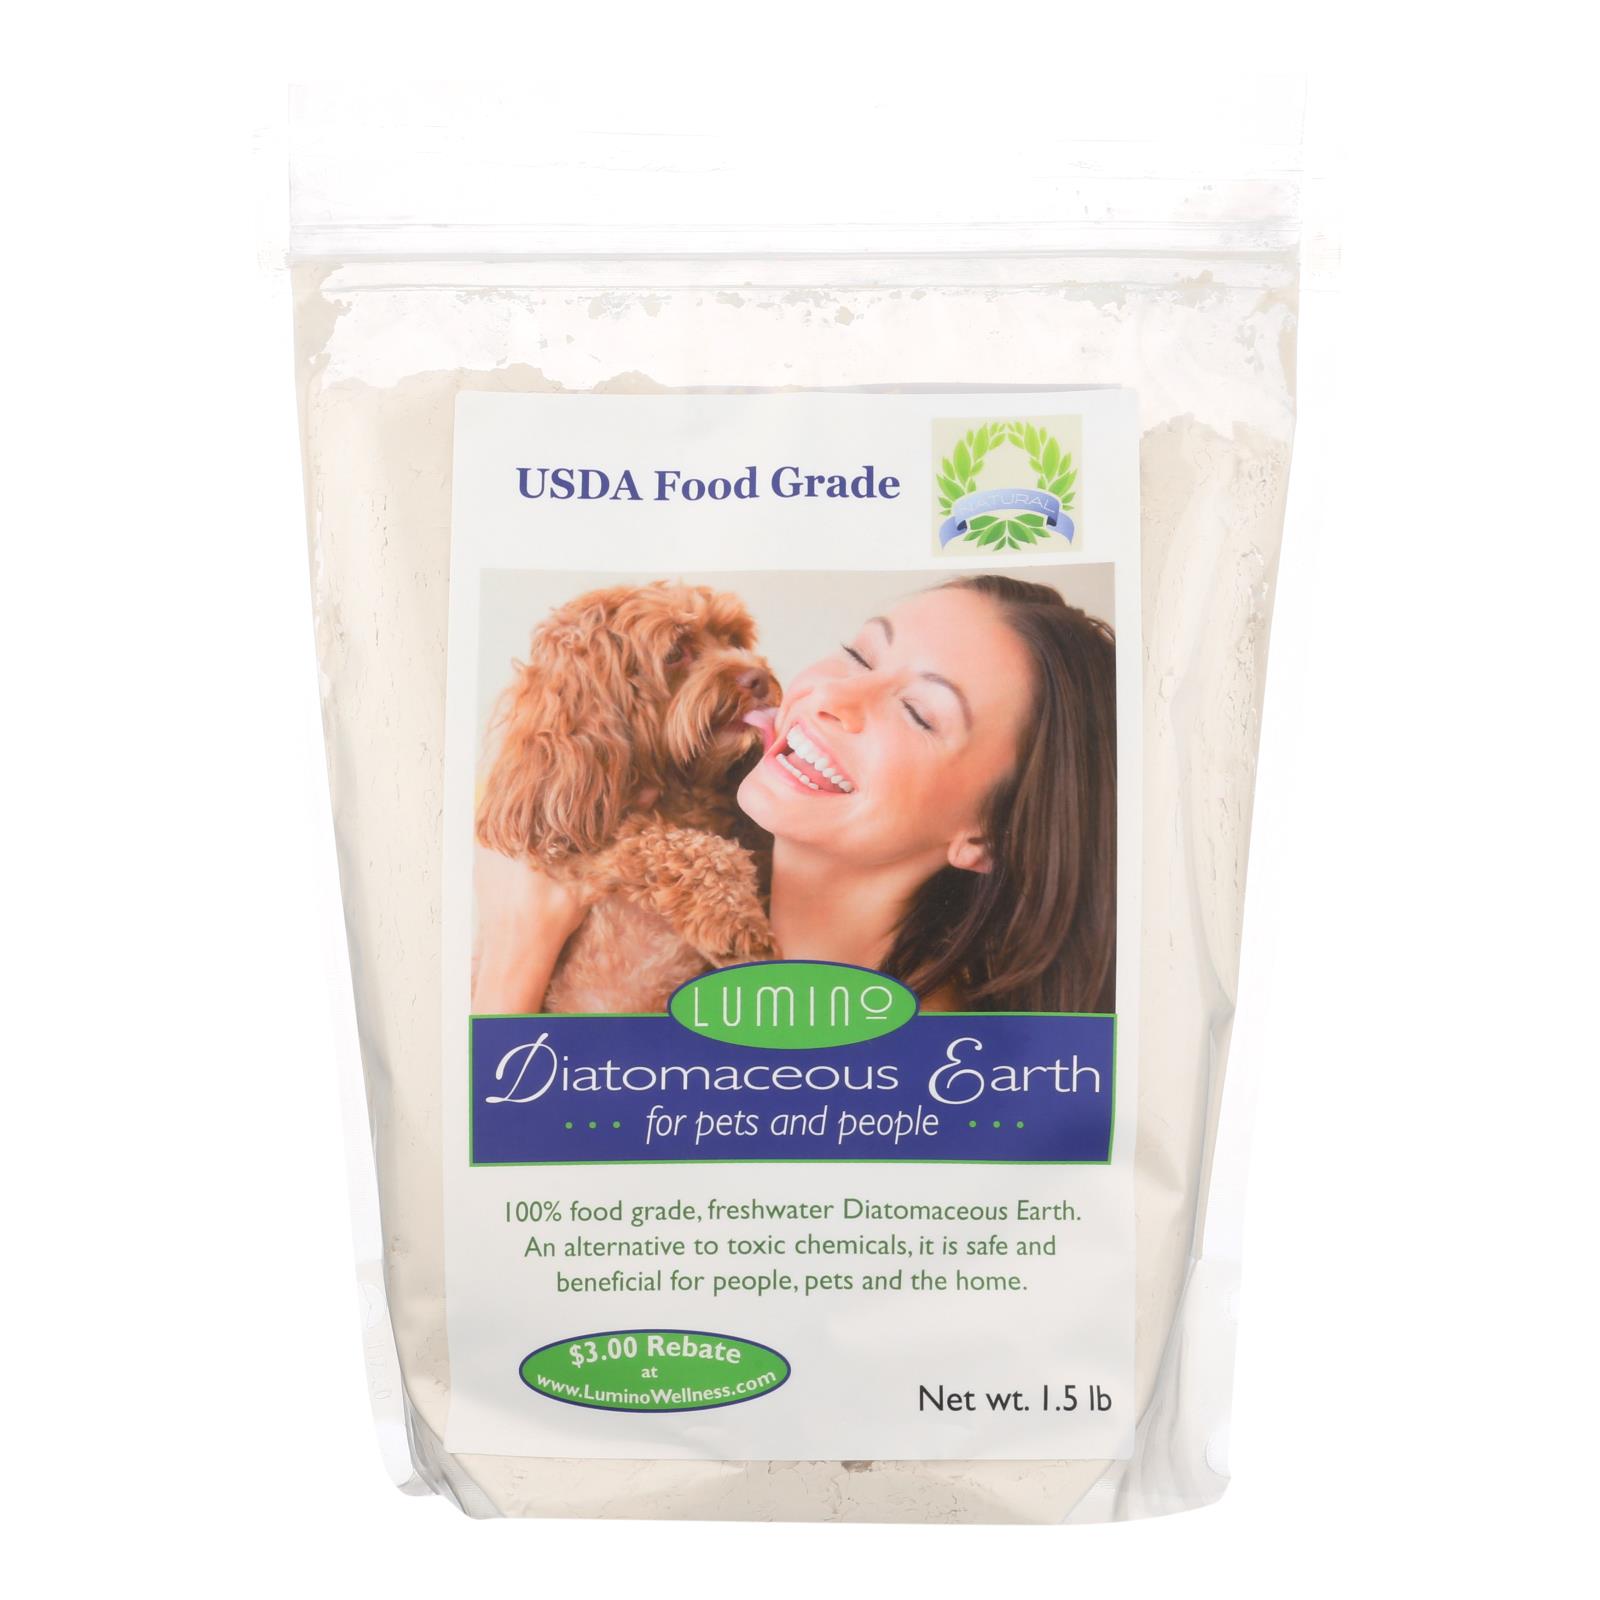 USDA Food Grade
NATURAL
LUMINO
Diatomaceous Earth
• • • for pets and people • • •
100% food grade, freshwater Diatomaceous Earth.
An alternative to toxic chemicals, it is safe and
beneficial for people, pets and the home.
$3.00 Rebate
at
www.LuminoWellness.com
Net wt. 1.5 lb